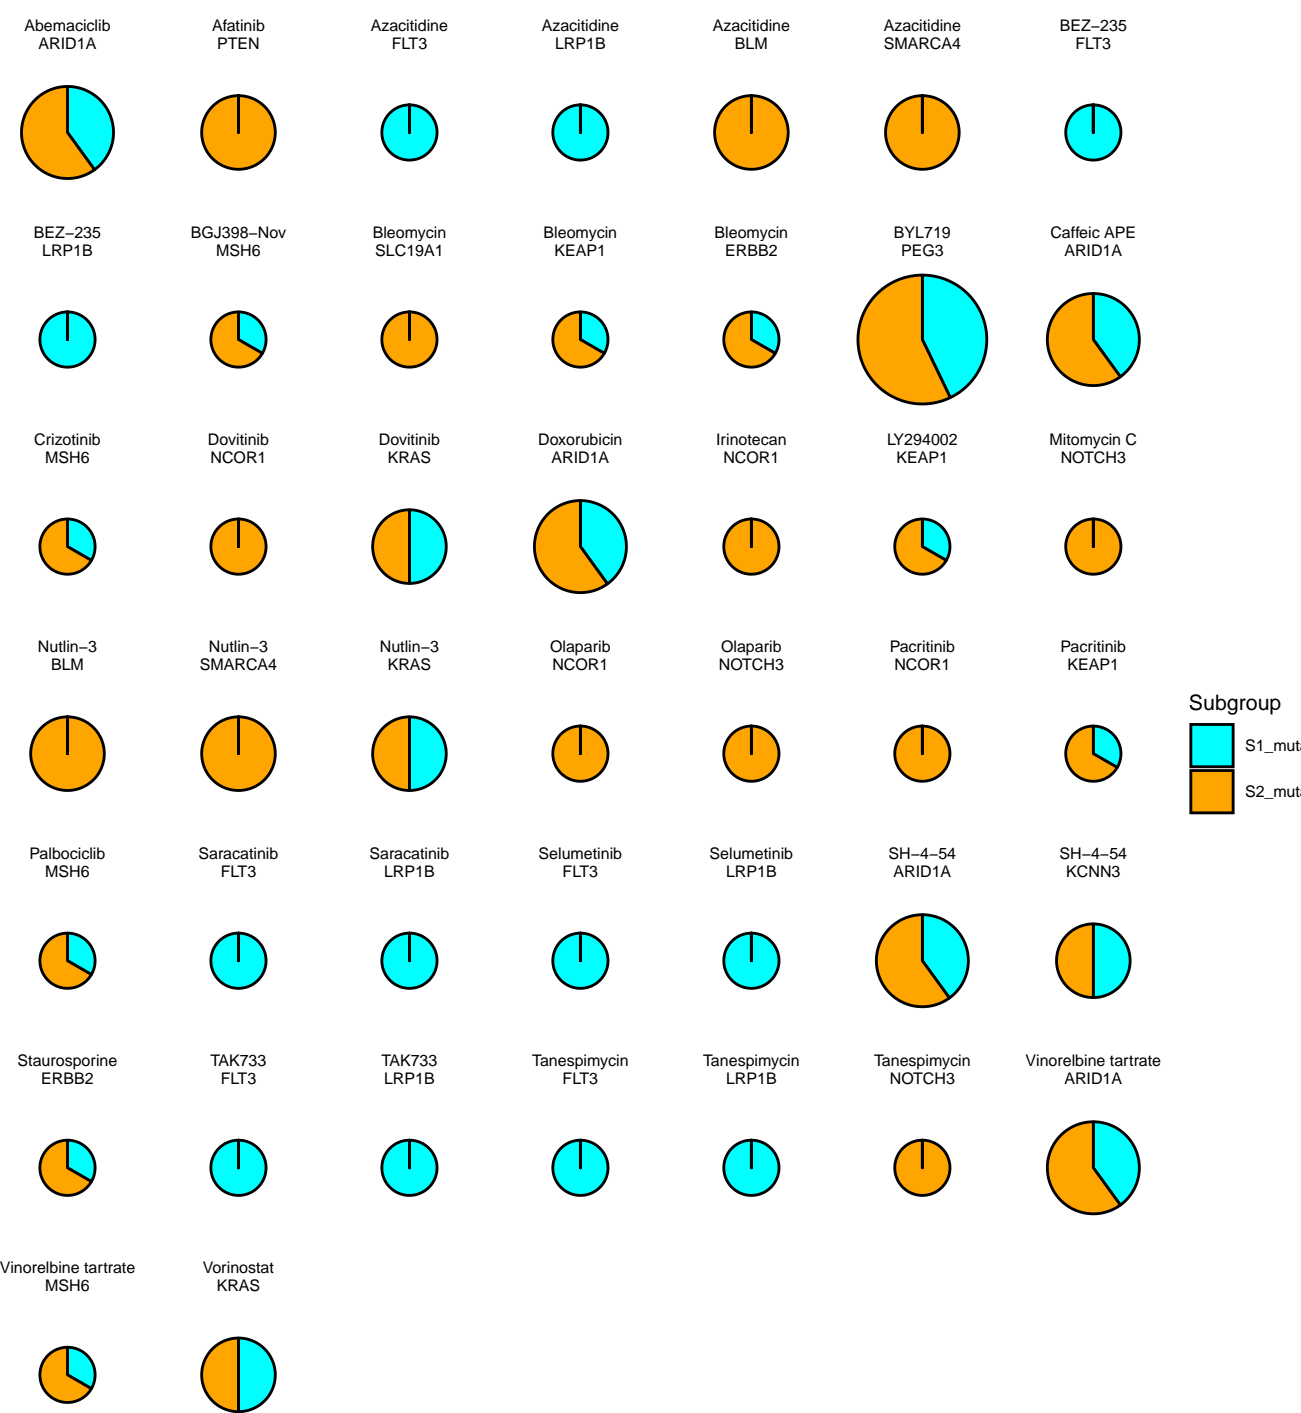 Abemaciclib
ARID1A
Afatinib
PTEN
Azacitidine
FLT3
Azacitidine
LRP1B
Azacitidine
BLM
Azacitidine
SMARCA4
BEZ−235
FLT3
BEZ−235
LRP1B
BGJ398−Nov
MSH6
Bleomycin
SLC19A1
Bleomycin
KEAP1
Bleomycin
ERBB2
BYL719
PEG3
Caffeic APE
ARID1A
Crizotinib
MSH6
Dovitinib
NCOR1
Dovitinib
KRAS
Doxorubicin
ARID1A
Irinotecan
NCOR1
LY294002
KEAP1
Mitomycin C
NOTCH3
Nutlin−3
BLM
Nutlin−3
SMARCA4
Nutlin−3
KRAS
Olaparib
NCOR1
Olaparib
NOTCH3
Pacritinib
NCOR1
Pacritinib
KEAP1
Subgroup
S1_muta
S2_muta
Palbociclib
MSH6
Saracatinib
FLT3
Saracatinib
LRP1B
Selumetinib
FLT3
Selumetinib
LRP1B
SH−4−54
ARID1A
SH−4−54
KCNN3
Staurosporine
ERBB2
TAK733
FLT3
TAK733
LRP1B
Tanespimycin
FLT3
Tanespimycin
LRP1B
Tanespimycin
NOTCH3
Vinorelbine tartrate
ARID1A
Vinorelbine tartrate
MSH6
Vorinostat
KRAS